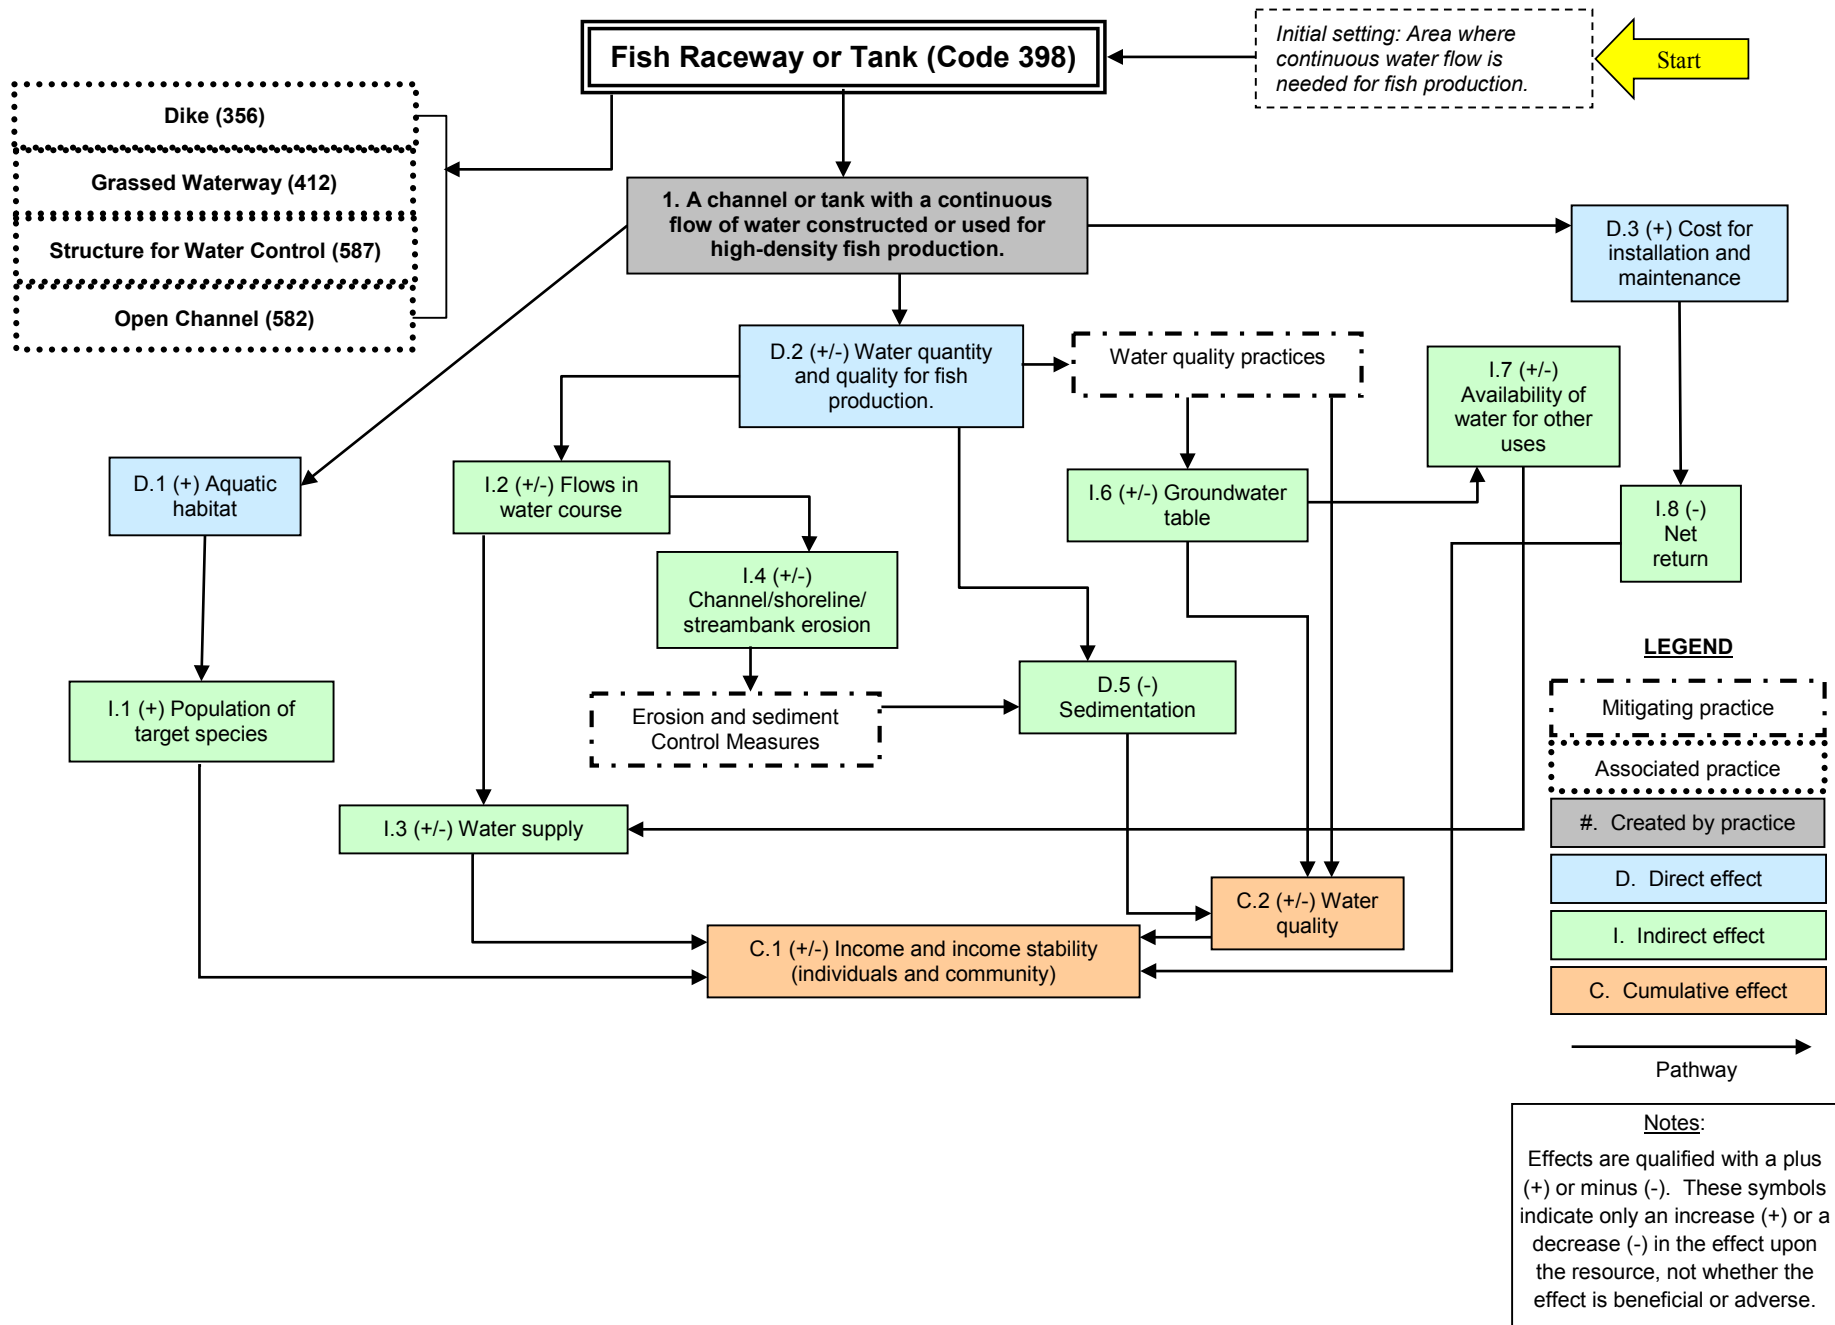 Fish Raceway or Tank (Code 398)
Initial setting: Area where
continuous water flow is
needed for fish production.
Start
Dike (356)
Grassed Waterway (412)
Structure for Water Control (587)
Open Channel (582)
1. A channel or tank with a continuous
flow of water constructed or used for
high-density fish production.
D.3 (+) Cost for
installation and
maintenance
D.2 (+/-) Water quantity
and quality for fish
production.
Water quality practices
I.7 (+/-)
Availability of
water for other
uses
D.1 (+) Aquatic
habitat
I.2 (+/-) Flows in
water course
I.6 (+/-) Groundwater
table
I.8 (-)
Net
return
I.4 (+/-)
Channel/shoreline/
streambank erosion
I.1 (+) Population of
target species
Erosion and sediment
Control Measures
D.5 (-)
Sedimentation
I.3 (+/-) Water supply
C.2 (+/-) Water
quality
C.1 (+/-) Income and income stability
(individuals and community)
LEGEND
Mitigating practice
Associated practice
#. Created by practice
D. Direct effect
I. Indirect effect
C. Cumulative effect
Pathway
Notes:
Effects are qualified with a plus
(+) or minus (-). These symbols
indicate only an increase (+) or a
decrease (-) in the effect upon
the resource, not whether the
effect is beneficial or adverse.